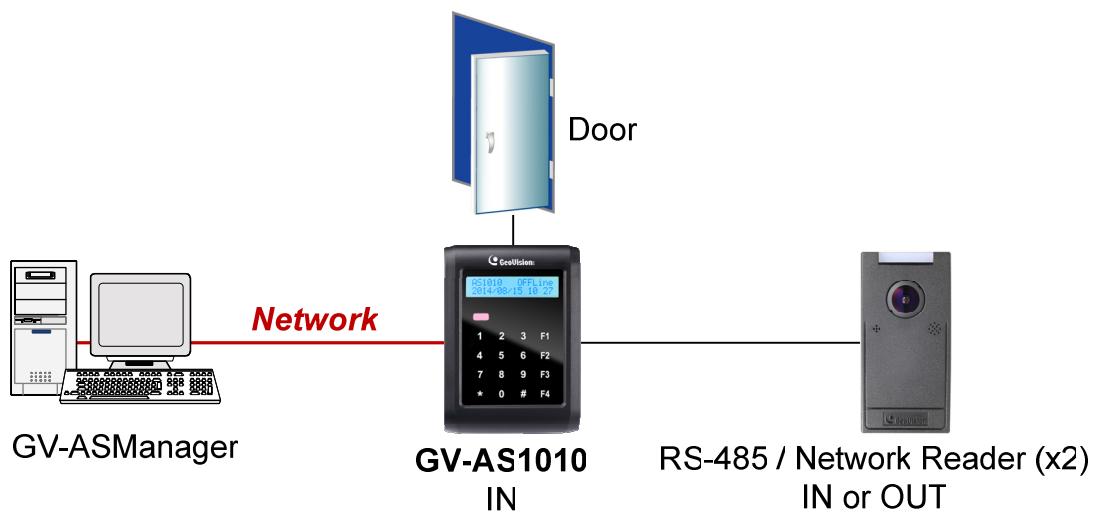 Door
GeoVision
AS1010 OFFLine
2014/08/15 10 27
Network
1 2 3 F1
4 5 6 F2
7 8 9 F3
* 0 # F4
GeoVision
GV-ASManager
GV-AS1010
IN
RS-485 / Network Reader (x2)
IN or OUT